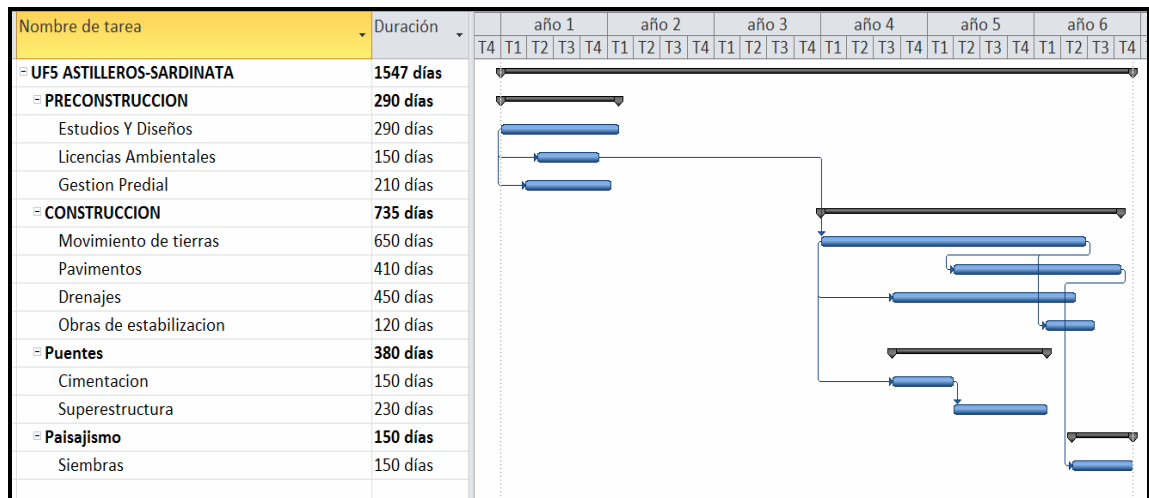 Nombre de tarea Duración año 1 año 2 año 3 año 4 año 5 año 6
T4 T1 T2 T3 T4 T1 T2 T3 T4 T1 T2 T3 T4 T1 T2 T3 T4 T1 T2 T3 T4 T1 T2 T3 T4
UF5 ASTILLEROS-SARDINATA 1547 días
PRECONSTRUCCION 290 días
Estudios Y Diseños 290 días
Licencias Ambientales 150 días
Gestion Predial 210 días
CONSTRUCCION 735 días
Movimiento de tierras 650 días
Pavimentos 410 días
Drenajes 450 días
Obras de estabilizacion 120 días
Puentes 380 días
Cimentacion 150 días
Superestructura 230 días
Paisajismo 150 días
Siembras 150 días